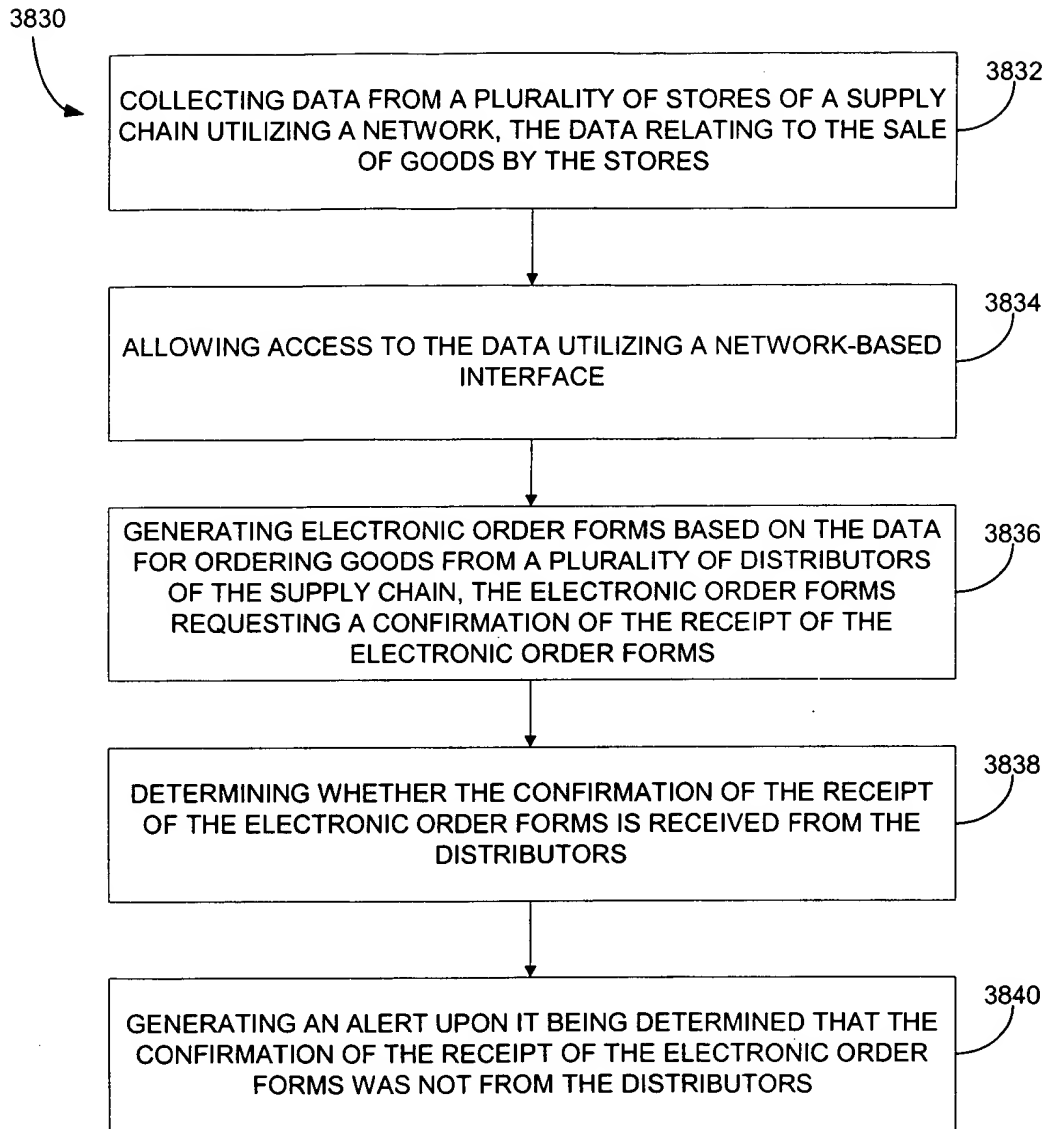 3830
3832
COLLECTING DATA FROM A PLURALITY OF STORES OF A SUPPLY
CHAIN UTILIZING A NETWORK, THE DATA RELATING TO THE SALE
OF GOODS BY THE STORES
3834
ALLOWING ACCESS TO THE DATA UTILIZING A NETWORK-BASED
INTERFACE
3836
GENERATING ELECTRONIC ORDER FORMS BASED ON THE DATA
FOR ORDERING GOODS FROM A PLURALITY OF DISTRIBUTORS
OF THE SUPPLY CHAIN, THE ELECTRONIC ORDER FORMS
REQUESTING A CONFIRMATION OF THE RECEIPT OF THE
ELECTRONIC ORDER FORMS
3838
DETERMINING WHETHER THE CONFIRMATION OF THE RECEIPT
OF THE ELECTRONIC ORDER FORMS IS RECEIVED FROM THE
DISTRIBUTORS
3840
GENERATING AN ALERT UPON IT BEING DETERMINED THAT THE
CONFIRMATION OF THE RECEIPT OF THE ELECTRONIC ORDER
FORMS WAS NOT FROM THE DISTRIBUTORS